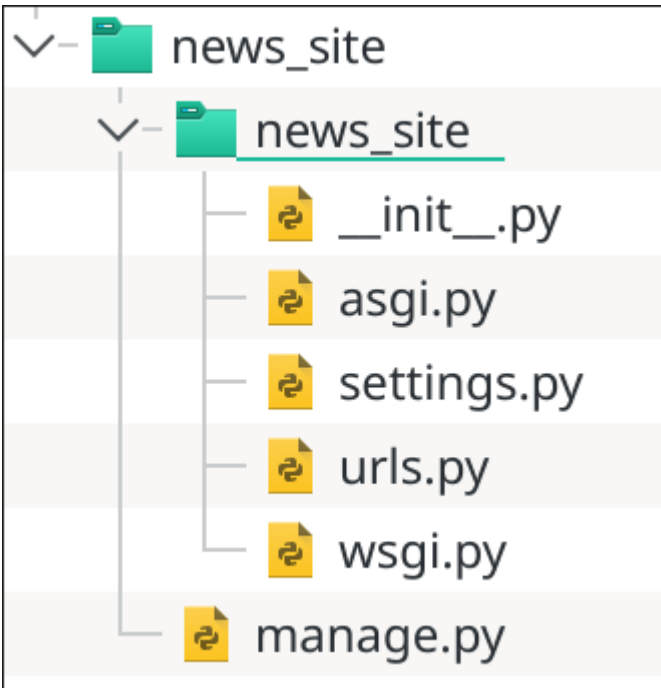 news_site
news_site
__init__.py
asgi.py
settings.py
urls.py
wsgi.py
manage.py